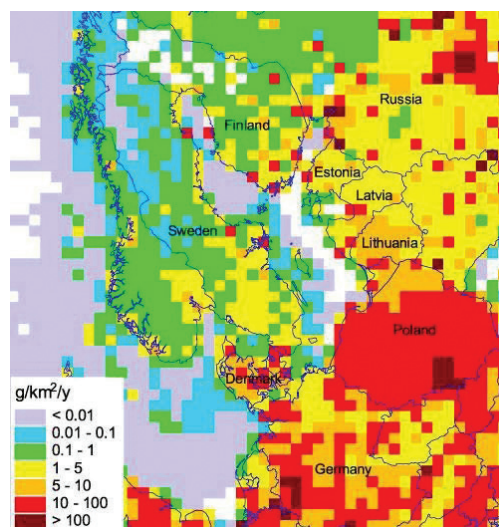 Russia
Finland
Estonia
Latvia
Sweden
Lithuania
Poland
Denmark
Germany
g/km²/y
< 0.01
0.01 - 0.1
0.1 - 1
1 - 5
5 - 10
10 - 100
> 100